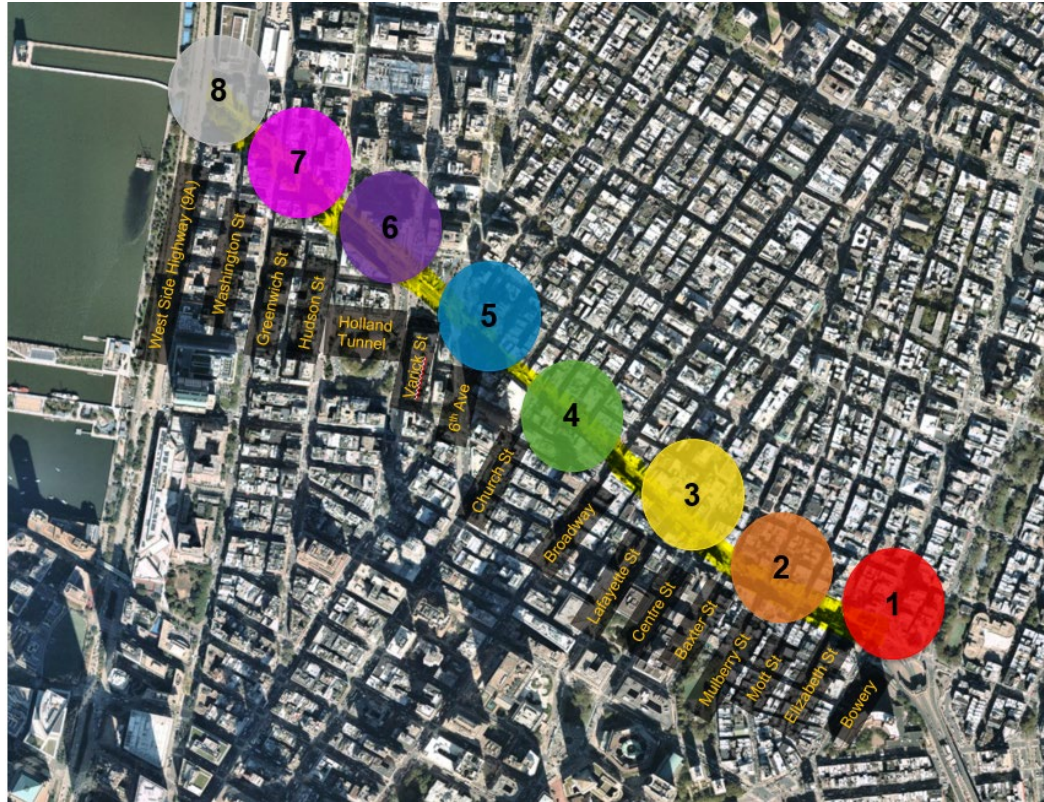 8
7
6
5
4
3
2
1
West Side Highway (9A)
Washington St
Greenwich St
Hudson St
Holland
Tunnel
Varick St
6th Ave
Church St
Broadway
Lafayette St
Centre St
Baxter St
Mulberry St
Mott St
Elizabeth St
Bowery